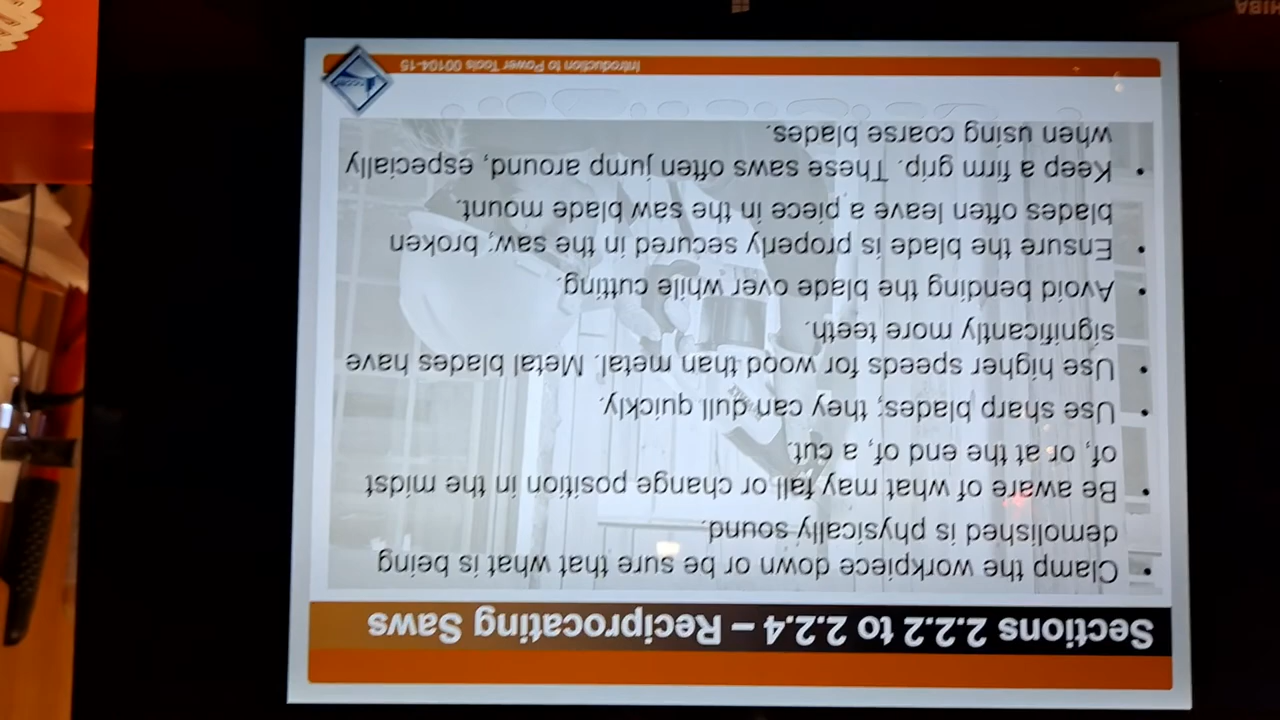 Sections 2.2.2 to 2.2.4 – Reciprocating Saws
• Clamp the workpiece down or be sure that what is being
demolished is physically sound.
• Be aware of what may fall or change position in the midst
of, or at the end of, a cut.
• Use sharp blades; they can dull quickly.
• Use higher speeds for wood than metal. Metal blades have
significantly more teeth.
• Avoid bending the blade over while cutting.
• Ensure the blade is properly secured in the saw; broken
blades often leave a piece in the saw blade mount.
• Keep a firm grip. These saws often jump around, especially
when using coarse blades.
Introduction to Power Tools 00104-15